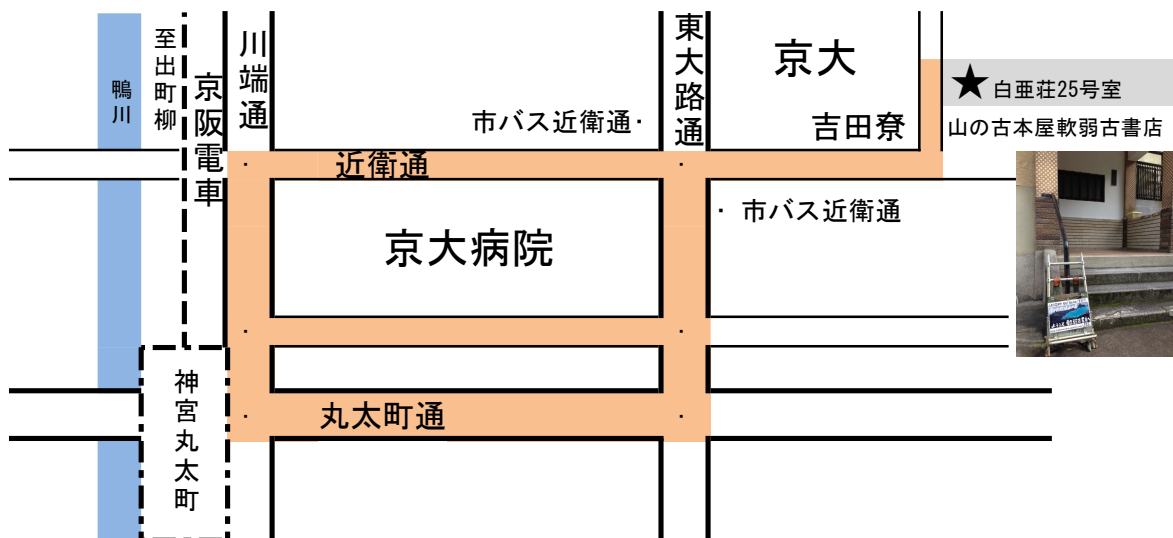 鴨川
至出町柳
京阪電車
川端通
東大路通
京大
吉田寮
★白亜荘25号室
山の古本屋軟弱古書店
市バス近衛通・
近衛通
・市バス近衛通
京大病院
神宮丸太町
丸太町通